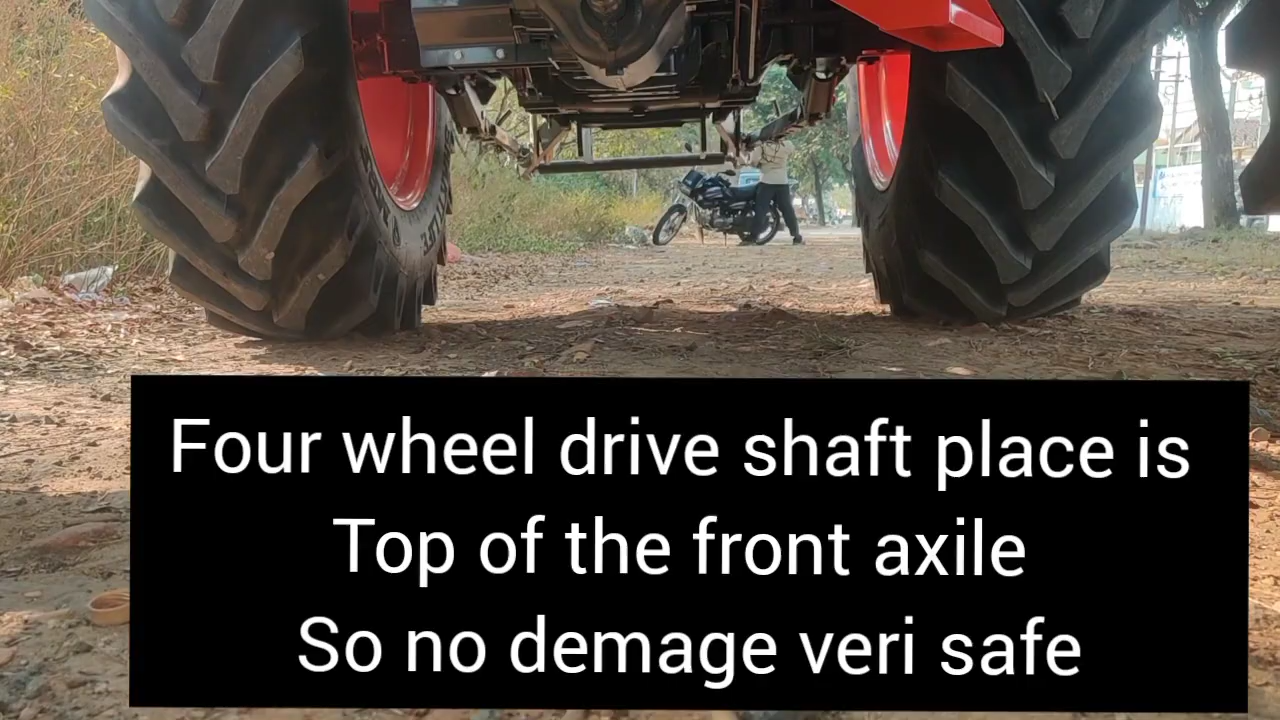 Four wheel drive shaft place is
Top of the front axile
So no demage veri safe